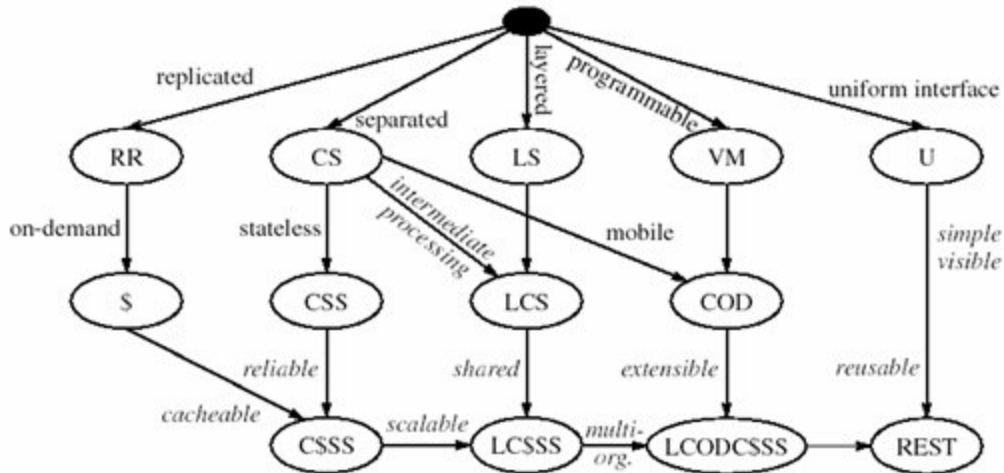 replicated
layered
programmable
uniform interface
separated
RR
CS
LS
VM
U
on-demand
stateless
intermediate
processing
mobile
simple
visible
$
CSS
LCS
COD
reliable
shared
extensible
reusable
cacheable
C$SS
scalable
LC$SS
multi-
org.
LCODC$SS
REST